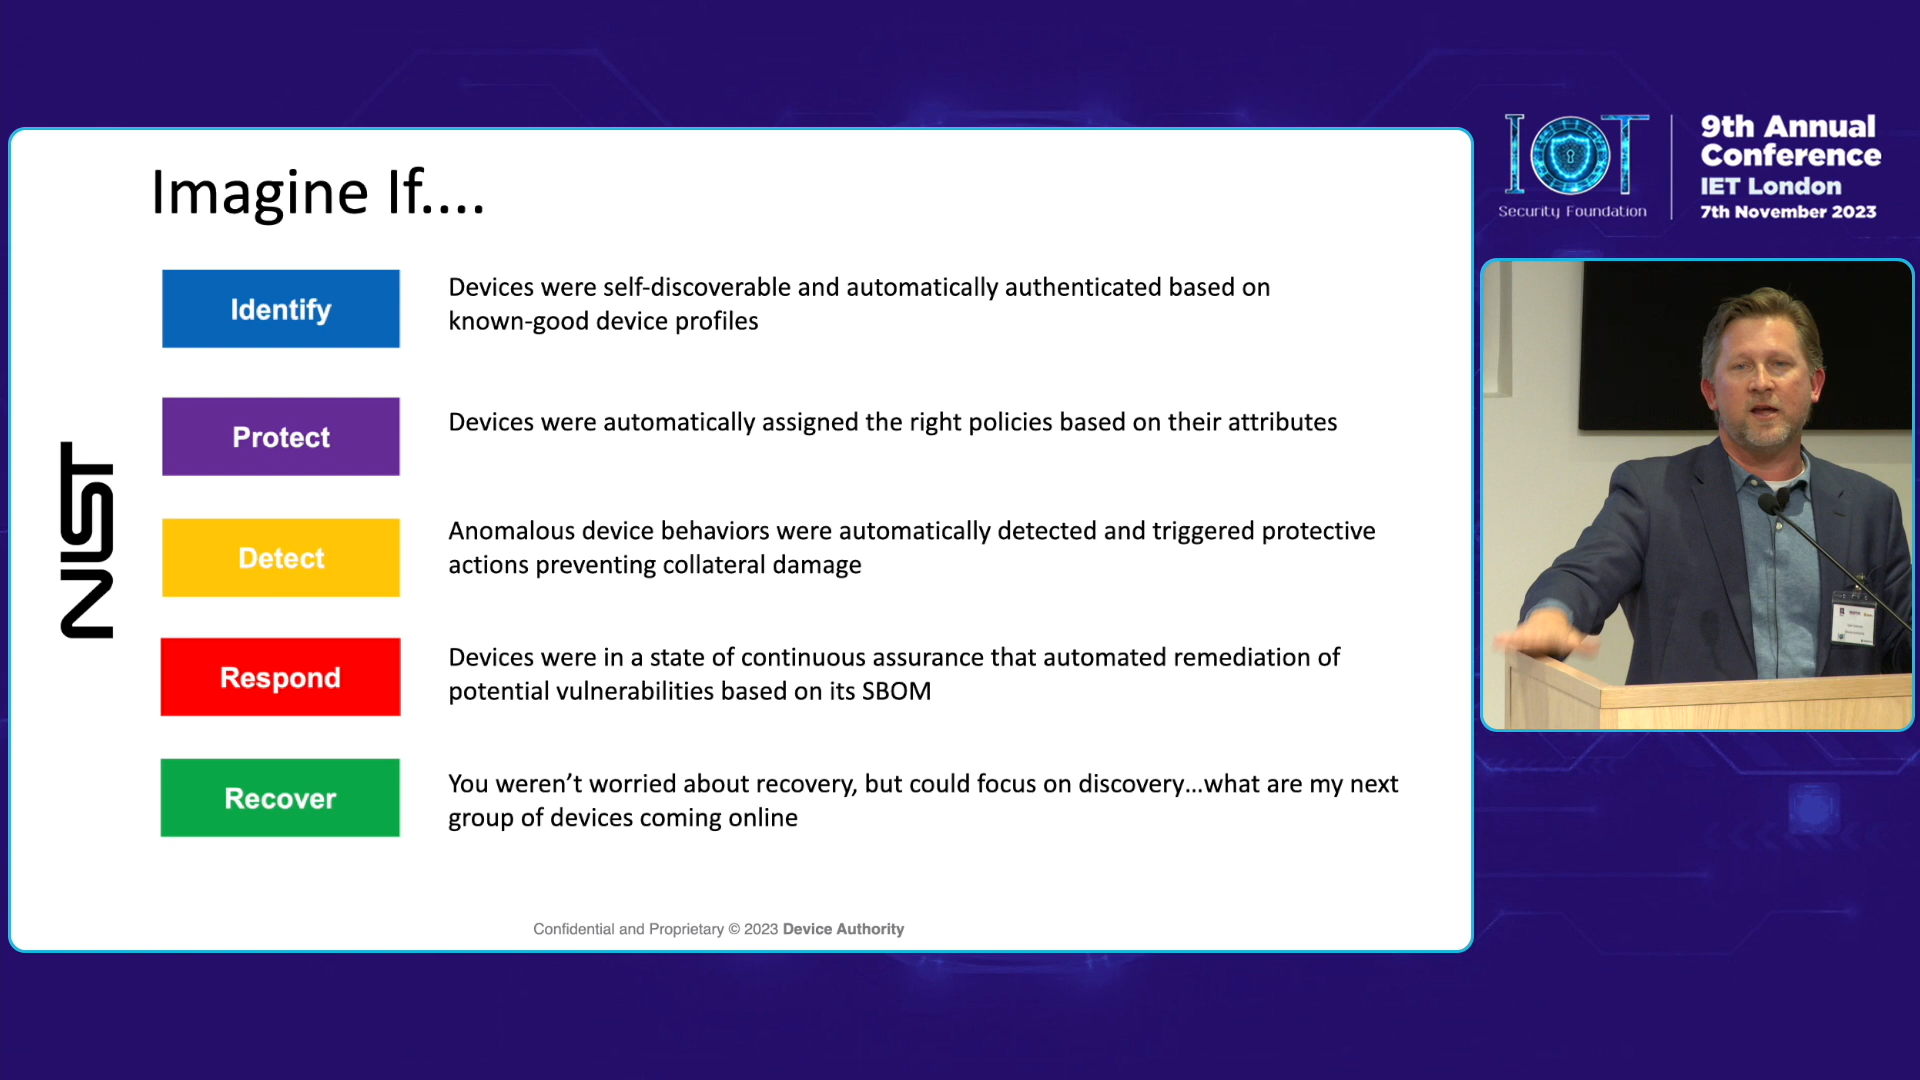 Imagine If....
NIST
Identify
Devices were self-discoverable and automatically authenticated based on
known-good device profiles
Protect
Devices were automatically assigned the right policies based on their attributes
Detect
Anomalous device behaviors were automatically detected and triggered protective
actions preventing collateral damage
Respond
Devices were in a state of continuous assurance that automated remediation of
potential vulnerabilities based on its SBOM
Recover
You weren’t worried about recovery, but could focus on discovery...what are my next
group of devices coming online
Confidential and Proprietary © 2023 Device Authority
IOT
Security Foundation
9th Annual
Conference
IET London
7th November 2023